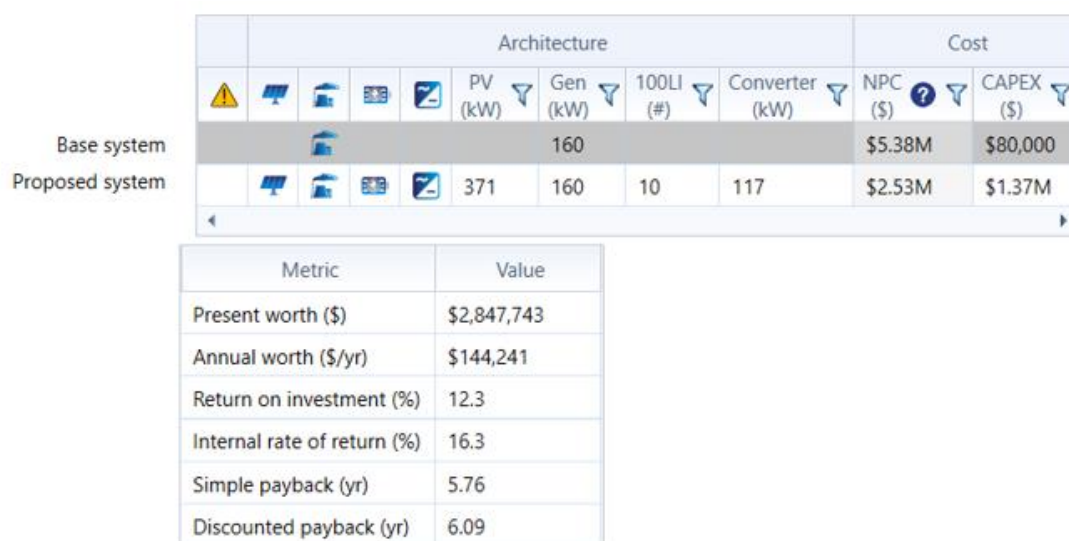 Architecture Cost
PV (kW) Gen (kW) 100LI (#) Converter (kW) NPC ($) ? CAPEX ($)
Base system 160 $5.38M $80,000
Proposed system 371 160 10 117 $2.53M $1.37M
Metric Value
Present worth ($) $2,847,743
Annual worth ($/yr) $144,241
Return on investment (%) 12.3
Internal rate of return (%) 16.3
Simple payback (yr) 5.76
Discounted payback (yr) 6.09